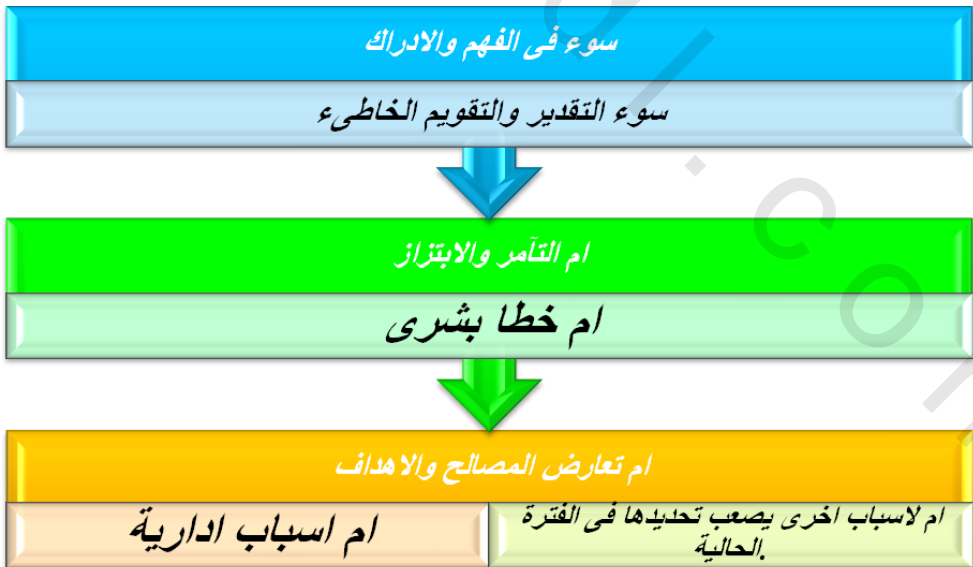 سوء فى الفهم والادراك
سوء التقدير والتقويم الخاطىء
ام التآمر والابتزاز
ام خطا بشرى
ام تعارض المصالح والاهداف
ام لاسباب اخرى يصعب تحديدها فى الفترة
الحالية.
ام اسباب ادارية